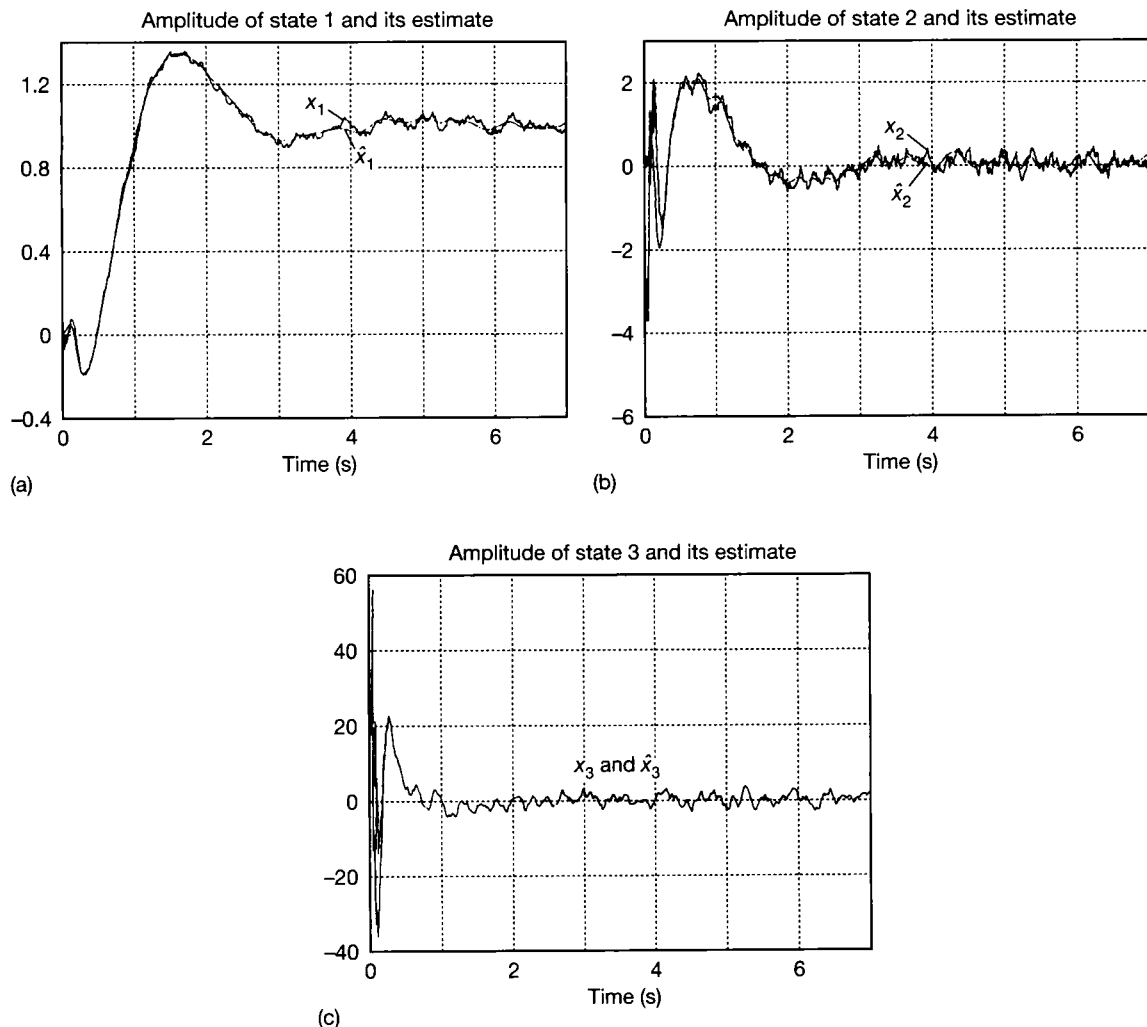 Amplitude of state 1 and its estimate
1.2
0.8
0.4
0
−0.4
x₁
x̂₁
0 2 4 6
Time (s)
(a)
Amplitude of state 2 and its estimate
2
0
−2
−4
−6
x₂
x̂₂
0 2 4 6
Time (s)
(b)
Amplitude of state 3 and its estimate
60
40
20
0
−20
−40
x₃ and x̂₃
0 2 4 6
Time (s)
(c)